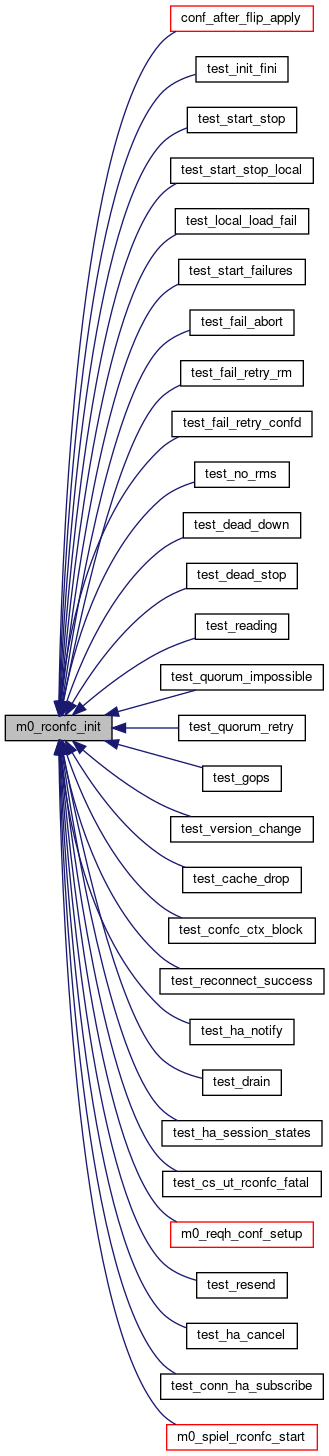 conf_after_flip_apply
test_init_fini
test_start_stop
test_start_stop_local
test_local_load_fail
test_start_failures
test_fail_abort
test_fail_retry_rm
test_fail_retry_confd
test_no_rms
test_dead_down
test_dead_stop
test_reading
test_quorum_impossible
m0_rconfc_init
test_quorum_retry
test_gops
test_version_change
test_cache_drop
test_confc_ctx_block
test_reconnect_success
test_ha_notify
test_drain
test_ha_session_states
test_cs_ut_rconfc_fatal
m0_reqh_conf_setup
test_resend
test_ha_cancel
test_conn_ha_subscribe
m0_spiel_rconfc_start